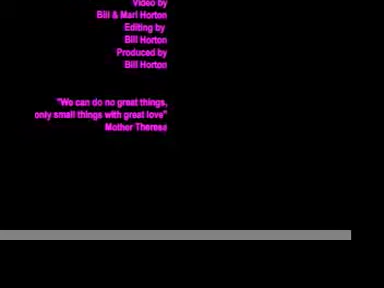 Video by
Bill & Mari Horton
Editing by
Bill Horton
Produced by
Bill Horton
"We can do no great things,
only small things with great love"
Mother Theresa